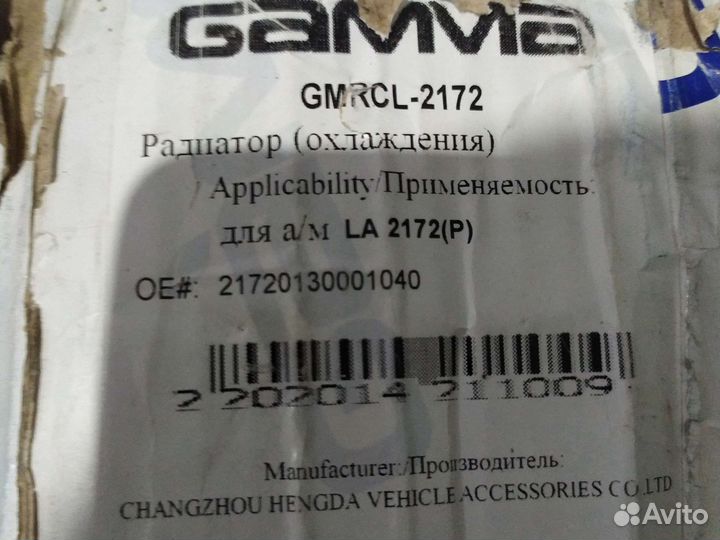 GAMMA
GMRCL-2172
Радиатор (охлаждения)
Applicability/Применяемость:
для а/м LA 2172(P)
OE#: 21720130001040
2 202014 211009
Manufacturer:/Производитель:
CHANGZHOU HENGDA VEHICLE ACCESSORIES CO.LTD
Avito